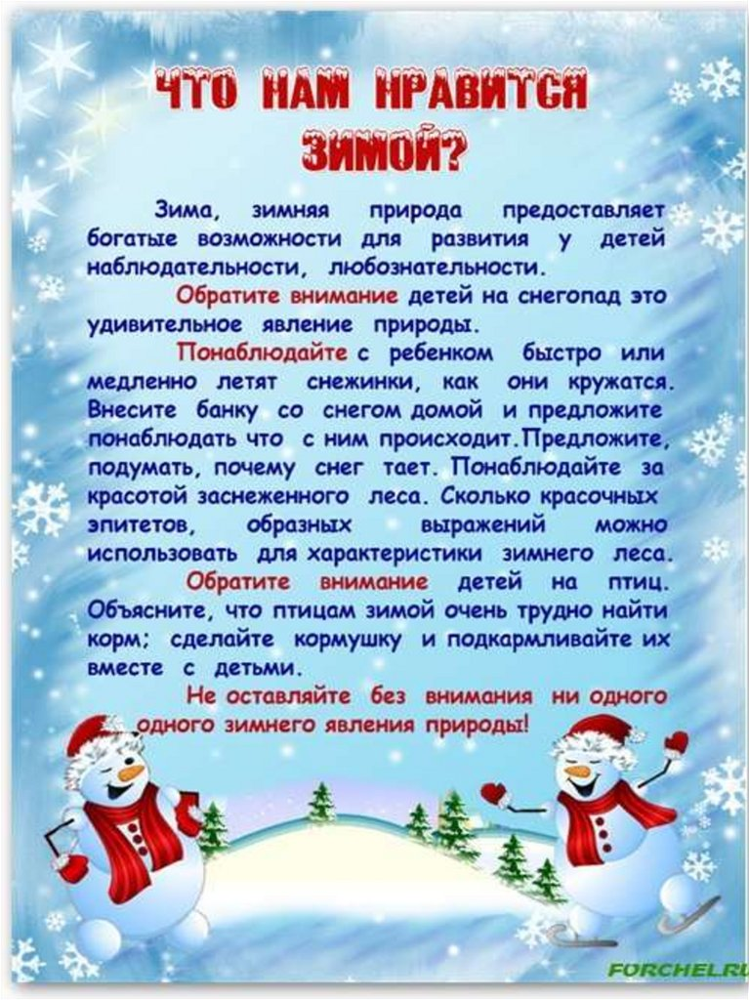 ЧТО НАМ НРАВИТСЯ
ЗИМОЙ?
Зима, зимняя природа предоставляет
богатые возможности для развития у детей
наблюдательности, любознательности.
Обратите внимание детей на снегопад это
удивительное явление природы.
Понаблюдайте с ребенком быстро или
медленно летят снежинки, как они кружатся.
Внесите банку со снегом домой и предложите
понаблюдать что с ним происходит.Предложите,
подумать, почему снег тает. Понаблюдайте за
красотой заснеженного леса. Сколько красочных
эпитетов, образных выражений можно
использовать для характеристики зимнего леса.
Обратите внимание детей на птиц.
Объясните, что птицам зимой очень трудно найти
корм; сделайте кормушку и подкармливайте их
вместе с детьми.
Не оставляйте без внимания ни одного
одного зимнего явления природы!
FORCHEL.RU